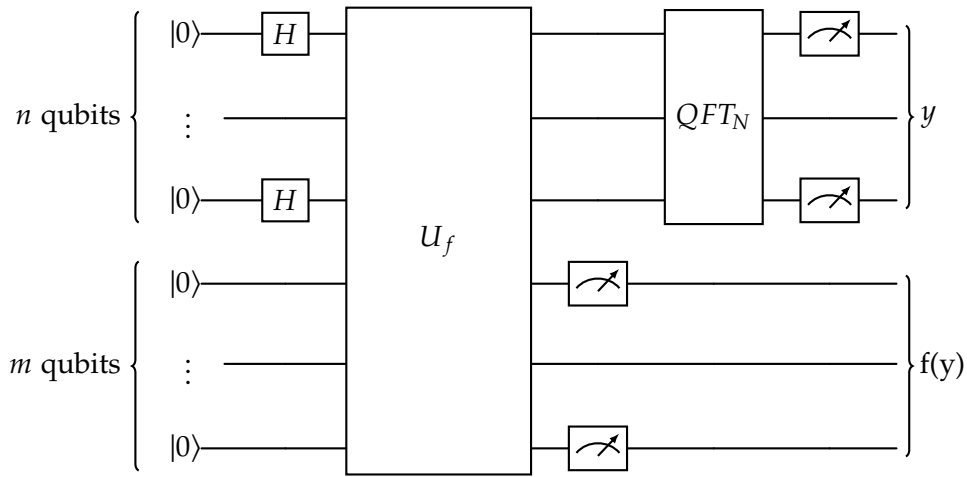 |0⟩ H
n qubits ⋮ QFT_N y
|0⟩ H
U_f
|0⟩
m qubits ⋮ f(y)
|0⟩